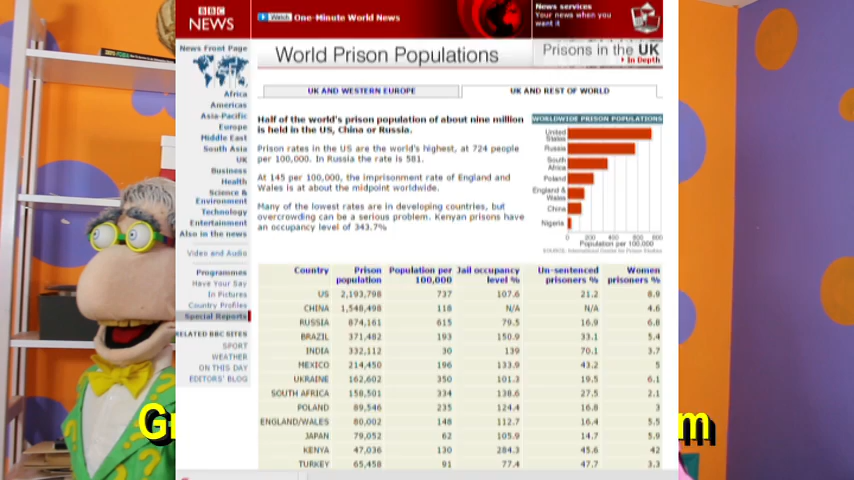 BBC
NEWS
Watch One-Minute World News
News services
Your news when you
want it
News Front Page
World Prison Populations
Prisons in the UK
In Depth
Africa
Americas
Asia-Pacific
Europe
Middle East
South Asia
UK
Business
Health
Science &
Environment
Technology
Entertainment
Also in the news
Video and Audio
Programmes
Have Your Say
In Pictures
Country Profiles
Special Reports
RELATED BBC SITES
SPORT
WEATHER
ON THIS DAY
EDITORS' BLOG
UK AND WESTERN EUROPE
UK AND REST OF WORLD
Half of the world's prison population of about nine million
is held in the US, China or Russia.
Prison rates in the US are the world's highest, at 724 people
per 100,000. In Russia the rate is 581.
At 145 per 100,000, the imprisonment rate of England and
Wales is at about the midpoint worldwide.
Many of the lowest rates are in developing countries, but
overcrowding can be a serious problem. Kenyan prisons have
an occupancy level of 343.7%
WORLDWIDE PRISON POPULATIONS
United
States
Russia
South
Africa
Poland
England &
Wales
China
Nigeria
0 200 400 600 800
Population per 100,000
SOURCE: International Centre for Prison Studies
Country Prison population Population per 100,000 Jail occupancy level % Un-sentenced prisoners % Women prisoners %
US 2,193,798 737 107.6 21.2 8.9
CHINA 1,548,498 118 N/A N/A 4.6
RUSSIA 874,161 615 79.5 16.9 6.8
BRAZIL 371,482 193 150.9 33.1 5.4
INDIA 332,112 30 139 70.1 3.7
MEXICO 214,450 196 133.9 43.2 5
UKRAINE 162,602 350 101.3 19.5 6.1
SOUTH AFRICA 158,501 334 138.6 27.5 2.1
POLAND 89,546 235 124.4 16.8 3
ENGLAND/WALES 80,002 148 112.7 16.4 5.5
JAPAN 79,052 62 105.9 14.7 5.9
KENYA 47,036 130 284.3 45.6 42
TURKEY 65,458 91 77.4 47.7 3.3